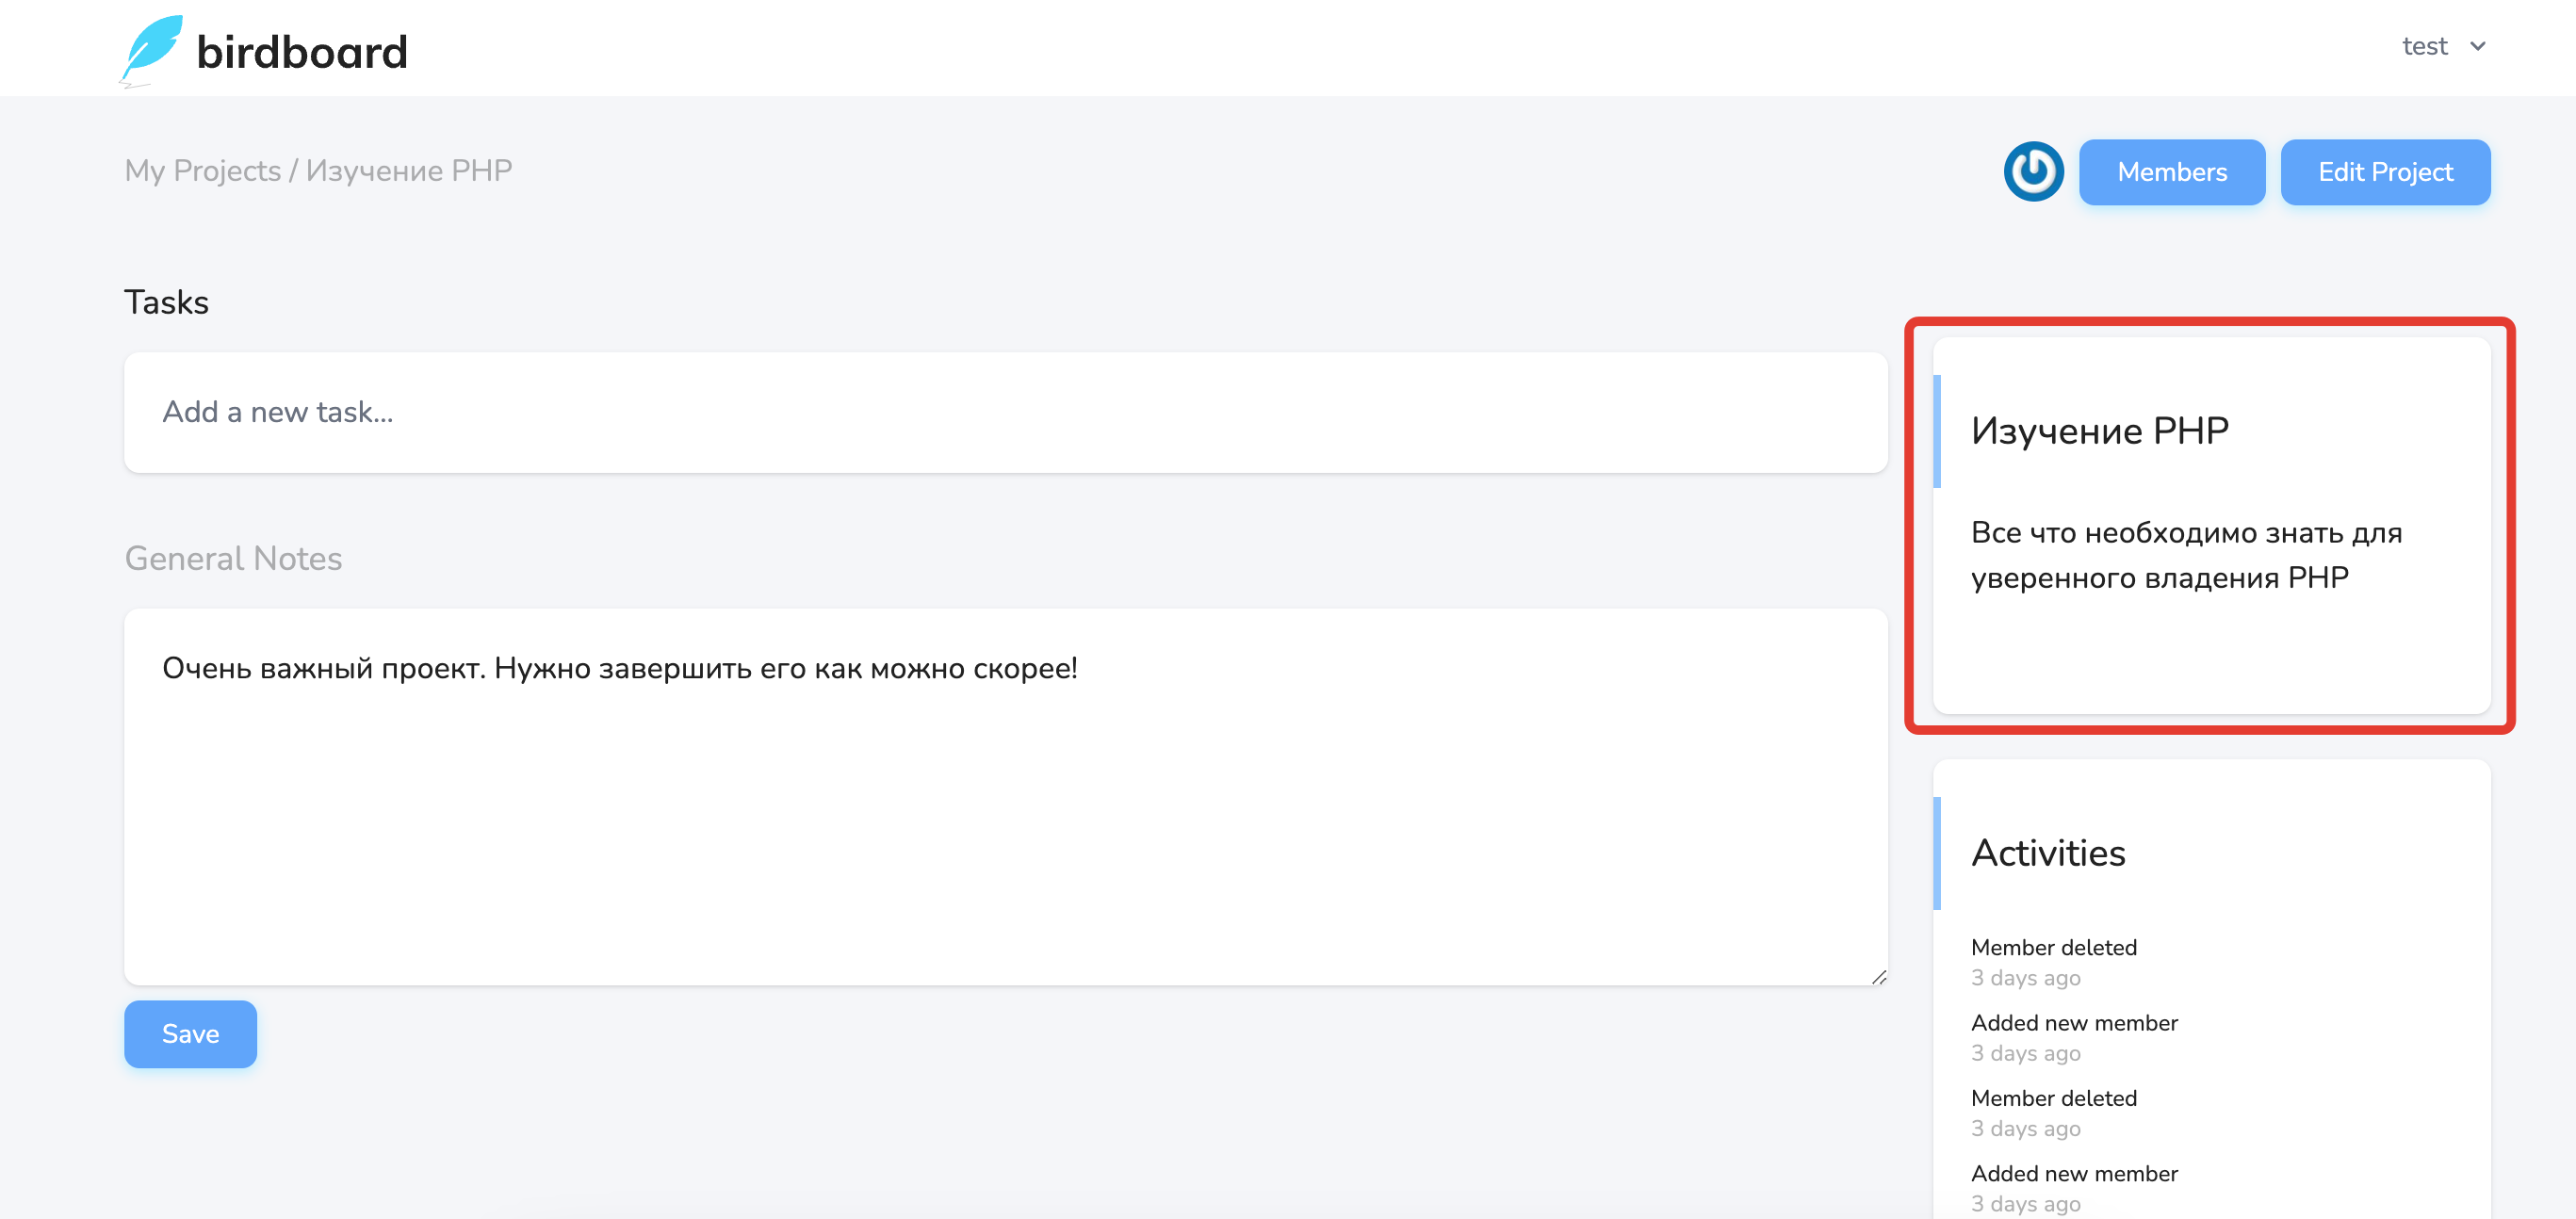 birdboard
test
My Projects / Изучение PHP
Members
Edit Project
Tasks
Add a new task...
General Notes
Очень важный проект. Нужно завершить его как можно скорее!
Save
Изучение PHP
Все что необходимо знать для
уверенного владения PHP
Activities
Member deleted
3 days ago
Added new member
3 days ago
Member deleted
3 days ago
Added new member
3 days ago